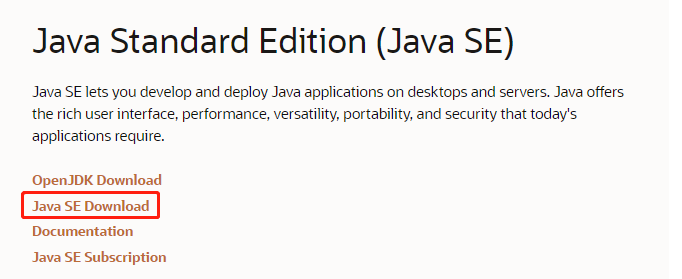 Java Standard Edition (Java SE)
Java SE lets you develop and deploy Java applications on desktops and servers. Java offers
the rich user interface, performance, versatility, portability, and security that today's
applications require.
OpenJDK Download
Java SE Download
Documentation
Java SE Subscription